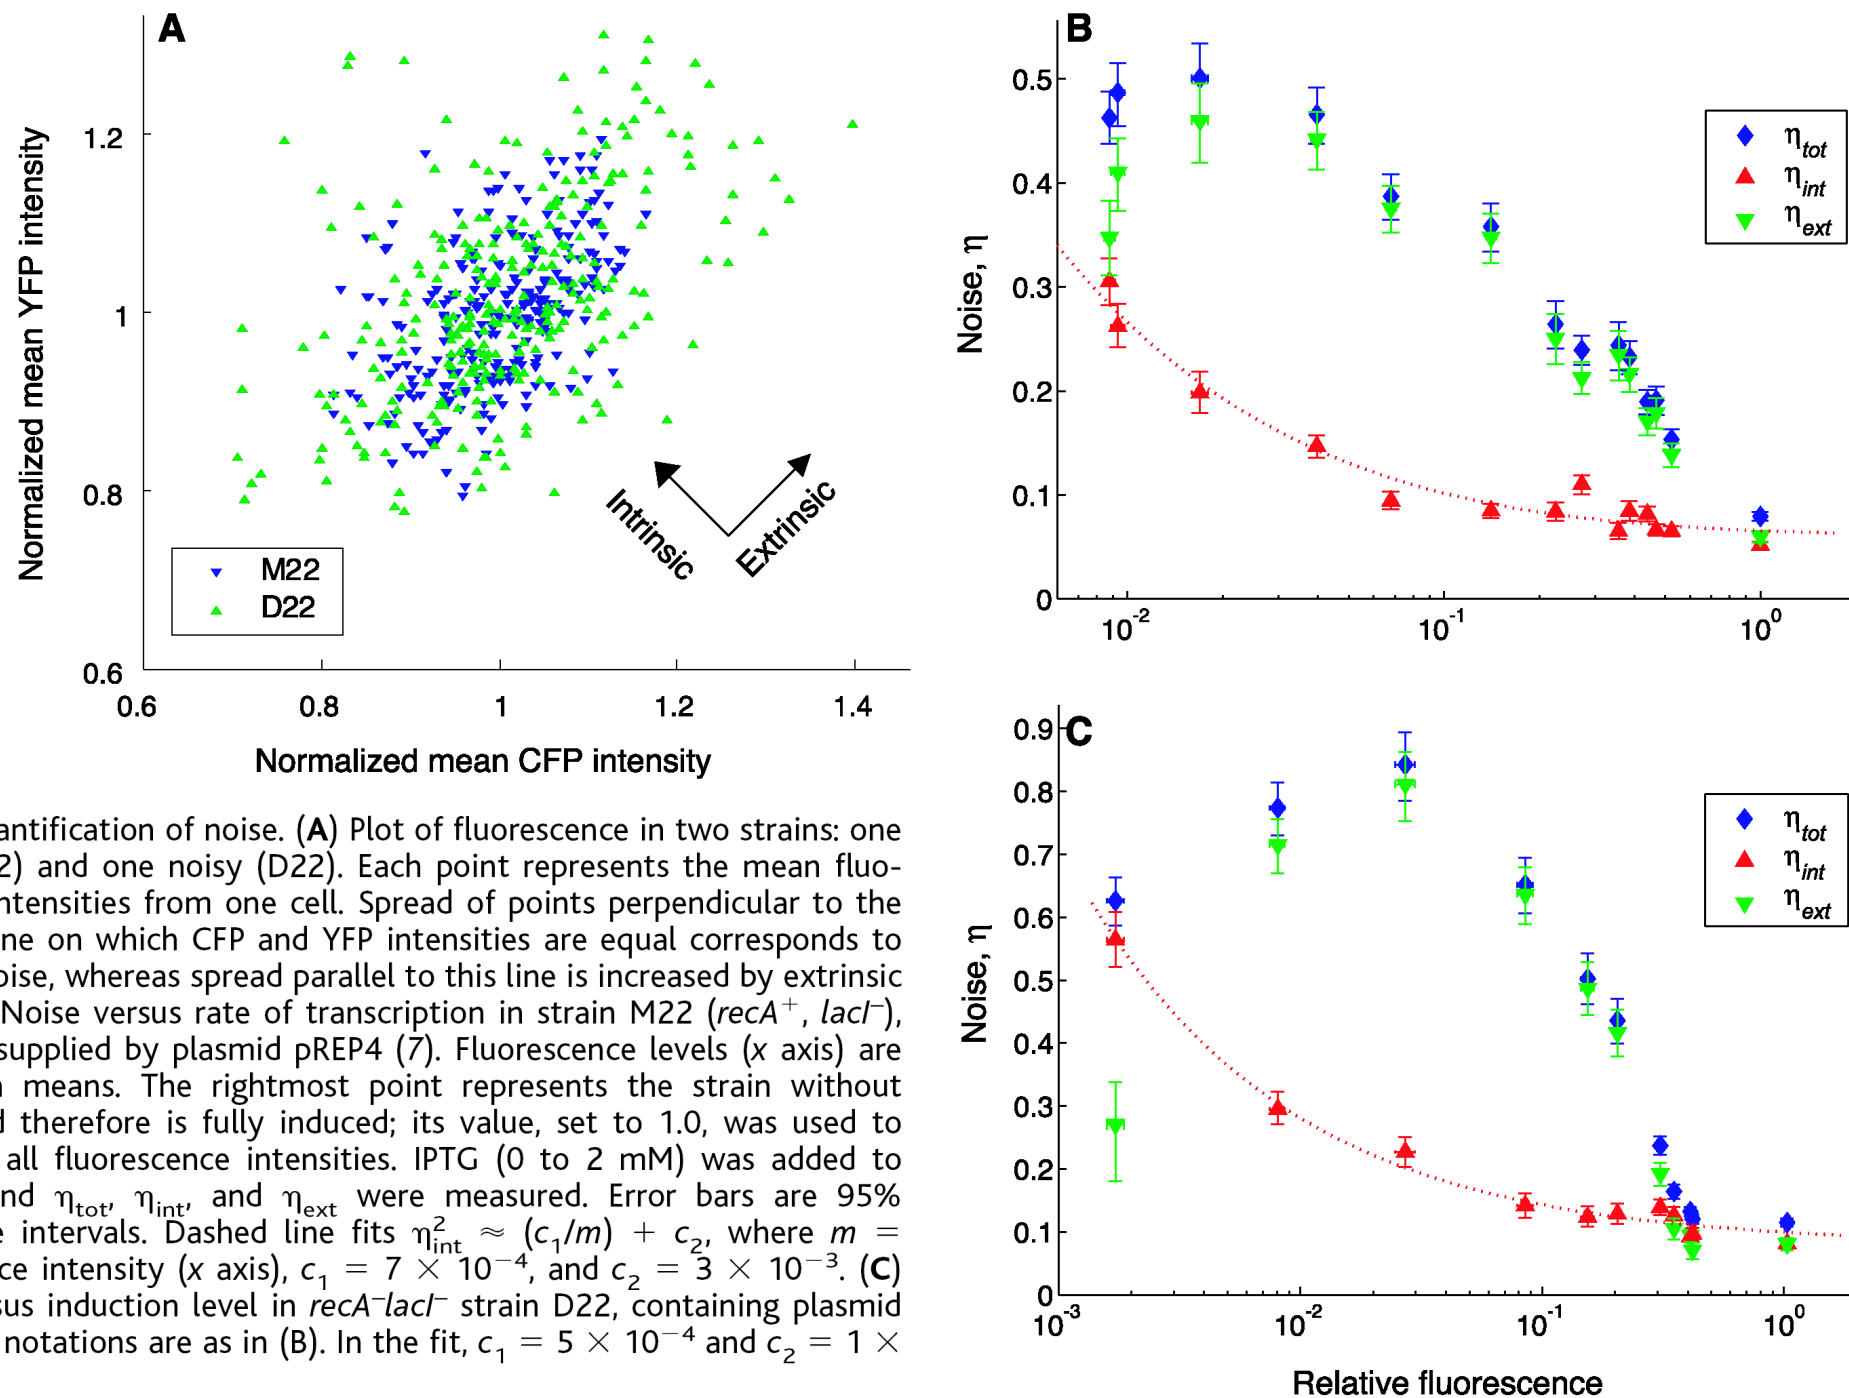 A
Normalized mean YFP intensity
1.2
1
0.8
0.6
0.6 0.8 1 1.2 1.4
Normalized mean CFP intensity
M22
D22
Intrinsic
Extrinsic
B
Noise, η
0.5
0.4
0.3
0.2
0.1
0
10⁻² 10⁻¹ 10⁰
η_tot
η_int
η_ext
C
Noise, η
0.9
0.8
0.7
0.6
0.5
0.4
0.3
0.2
0.1
0
10⁻³ 10⁻² 10⁻¹ 10⁰
Relative fluorescence
η_tot
η_int
η_ext
antification of noise. (A) Plot of fluorescence in two strains: one
2) and one noisy (D22). Each point represents the mean fluo-
ntensities from one cell. Spread of points perpendicular to the
ne on which CFP and YFP intensities are equal corresponds to
oise, whereas spread parallel to this line is increased by extrinsic
Noise versus rate of transcription in strain M22 (recA⁺, lacI⁻),
supplied by plasmid pREP4 (7). Fluorescence levels (x axis) are
n means. The rightmost point represents the strain without
d therefore is fully induced; its value, set to 1.0, was used to
all fluorescence intensities. IPTG (0 to 2 mM) was added to
nd η_tot, η_int, and η_ext were measured. Error bars are 95%
e intervals. Dashed line fits η²_int ≈ (c₁/m) + c₂, where m =
ce intensity (x axis), c₁ = 7 × 10⁻⁴, and c₂ = 3 × 10⁻³. (C)
sus induction level in recA⁻lacI⁻ strain D22, containing plasmid
notations are as in (B). In the fit, c₁ = 5 × 10⁻⁴ and c₂ = 1 ×